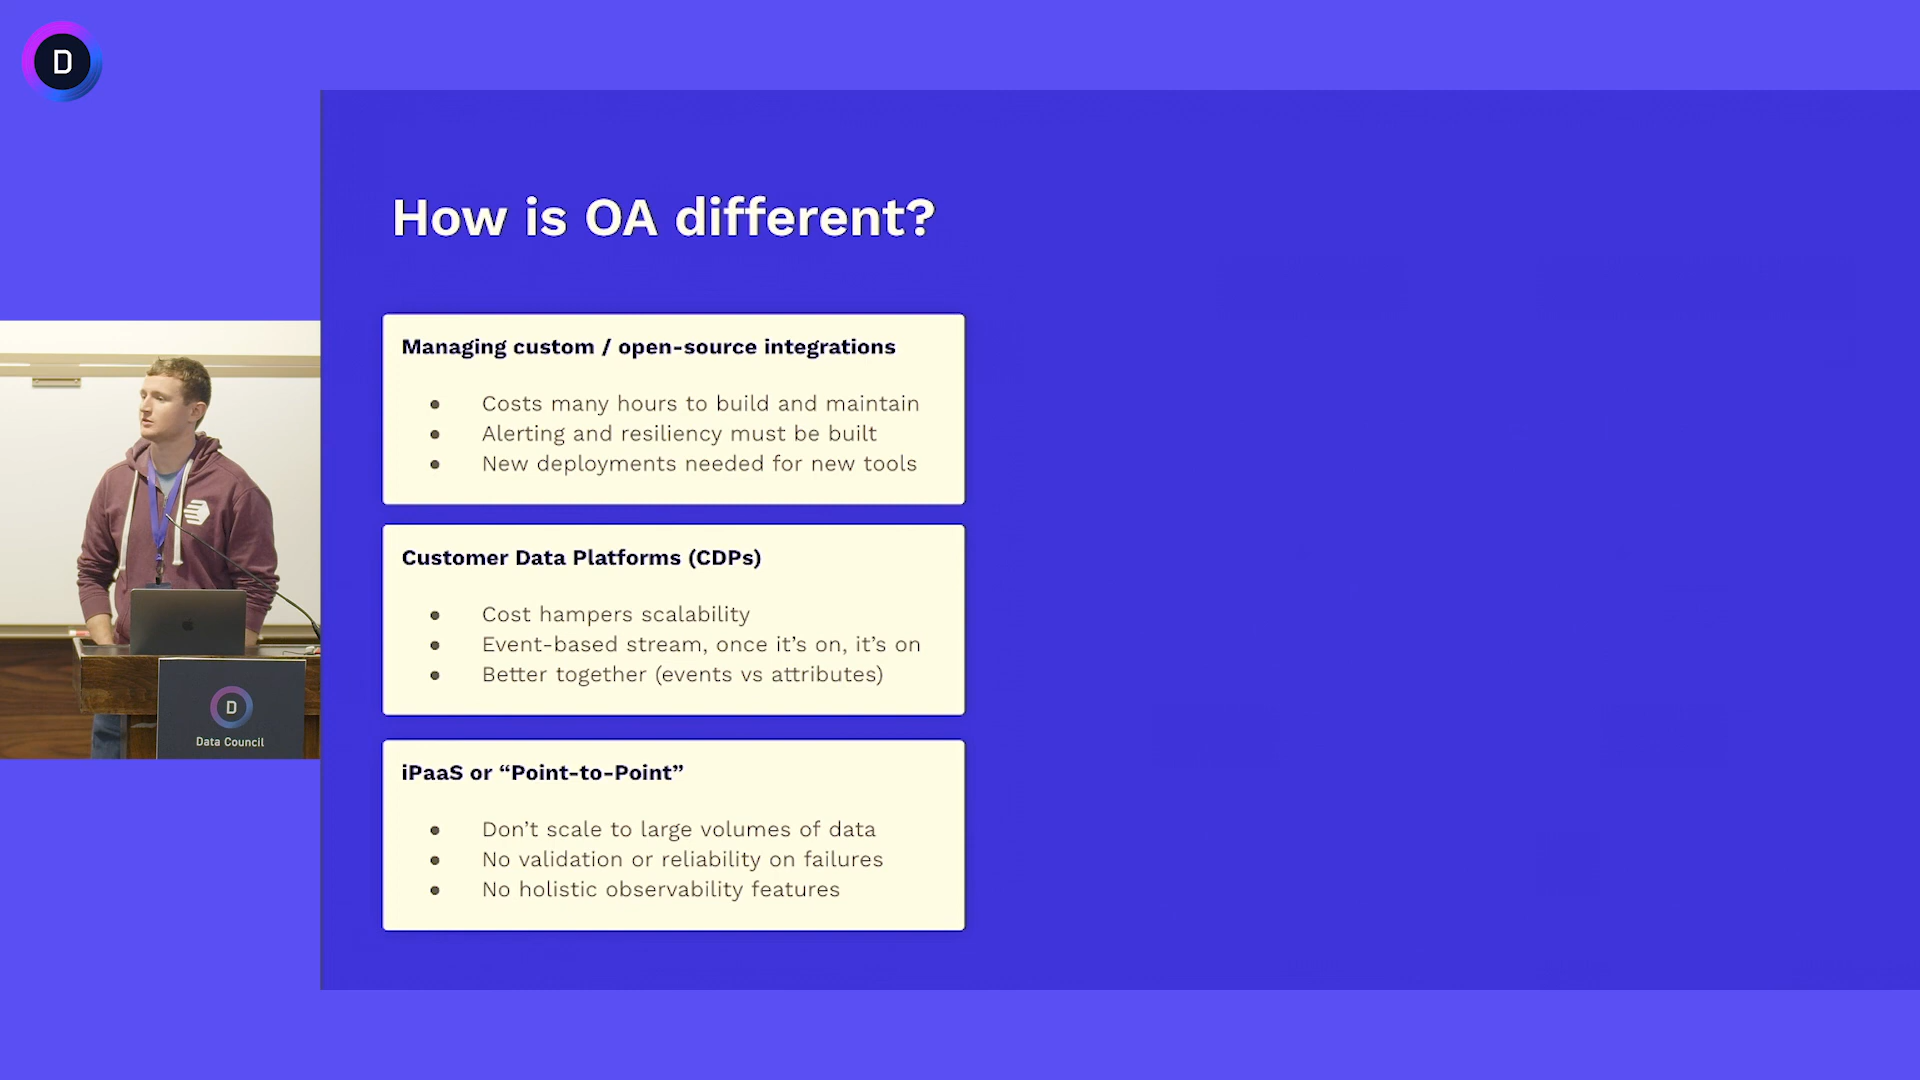 D
How is OA different?
Managing custom / open-source integrations
● Costs many hours to build and maintain
● Alerting and resiliency must be built
● New deployments needed for new tools
Customer Data Platforms (CDPs)
● Cost hampers scalability
● Event-based stream, once it’s on, it’s on
● Better together (events vs attributes)
iPaaS or “Point-to-Point”
● Don’t scale to large volumes of data
● No validation or reliability on failures
● No holistic observability features
D
Data Council